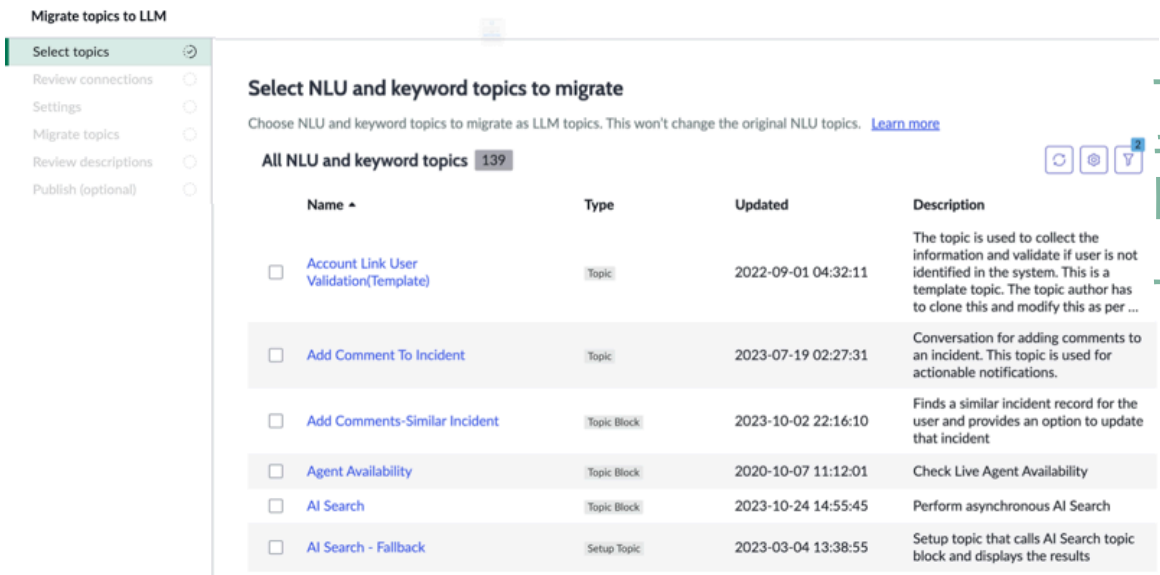 Migrate topics to LLM
Select topics
Review connections
Settings
Migrate topics
Review descriptions
Publish (optional)
Select NLU and keyword topics to migrate
Choose NLU and keyword topics to migrate as LLM topics. This won't change the original NLU topics. Learn more
All NLU and keyword topics 139
2
Name Type Updated Description
Account Link User
Validation(Template)
Topic
2022-09-01 04:32:11
The topic is used to collect the
information and validate if user is not
identified in the system. This is a
template topic. The topic author has
to clone this and modify this as per ...
Add Comment To Incident
Topic
2023-07-19 02:27:31
Conversation for adding comments to
an incident. This topic is used for
actionable notifications.
Add Comments-Similar Incident
Topic Block
2023-10-02 22:16:10
Finds a similar incident record for the
user and provides an option to update
that incident
Agent Availability Topic Block 2020-10-07 11:12:01 Check Live Agent Availability
AI Search Topic Block 2023-10-24 14:55:45 Perform asynchronous AI Search
AI Search - Fallback
Setup Topic
2023-03-04 13:38:55
Setup topic that calls AI Search topic
block and displays the results